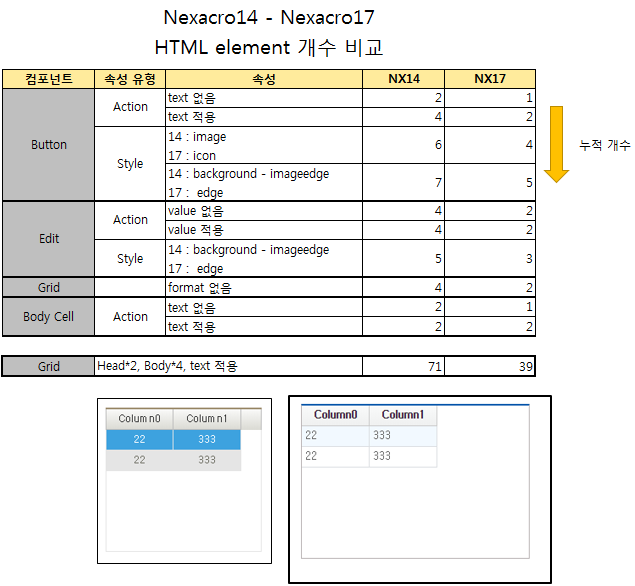 Nexacro14 - Nexacro17
HTML element 개수 비교
컴포넌트 속성 유형 속성 NX14 NX17
Button Action text 없음 2 1
text 적용 4 2
Style 14 : image
17 : icon 6 4
14 : background - imageedge
17 : edge 7 5
누적 개수
Edit Action value 없음 4 2
value 적용 4 2
Style 14 : background - imageedge
17 : edge 5 3
Grid format 없음 4 2
Body Cell Action text 없음 2 1
text 적용 2 2
Grid Head*2, Body*4, text 적용 71 39
Column0 Column1
22 333
22 333
Column0 Column1
22 333
22 333